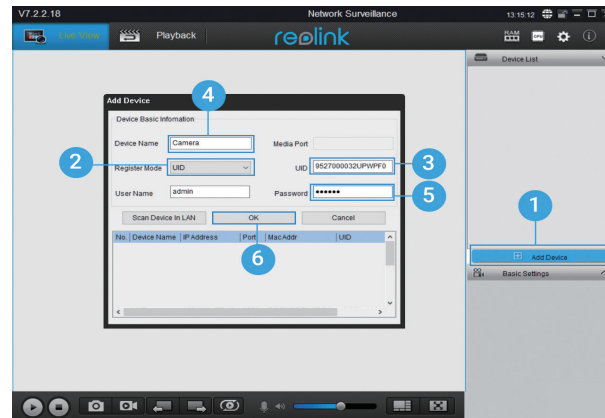 V7.2.2.18 Network Surveillance 13:15:12
Live View Playback reolink RAM CPU
Device List
Add Device
4
Device Basic Infomation
Device Name Camera Media Port
2 Register Mode UID UID 9527000032UPWPF0 3
User Name admin Password •••••• 5
1
Scan Device In LAN OK Cancel
No. Device Name IP Address Port MacAddr UID
6
Add Device
Basic Settings